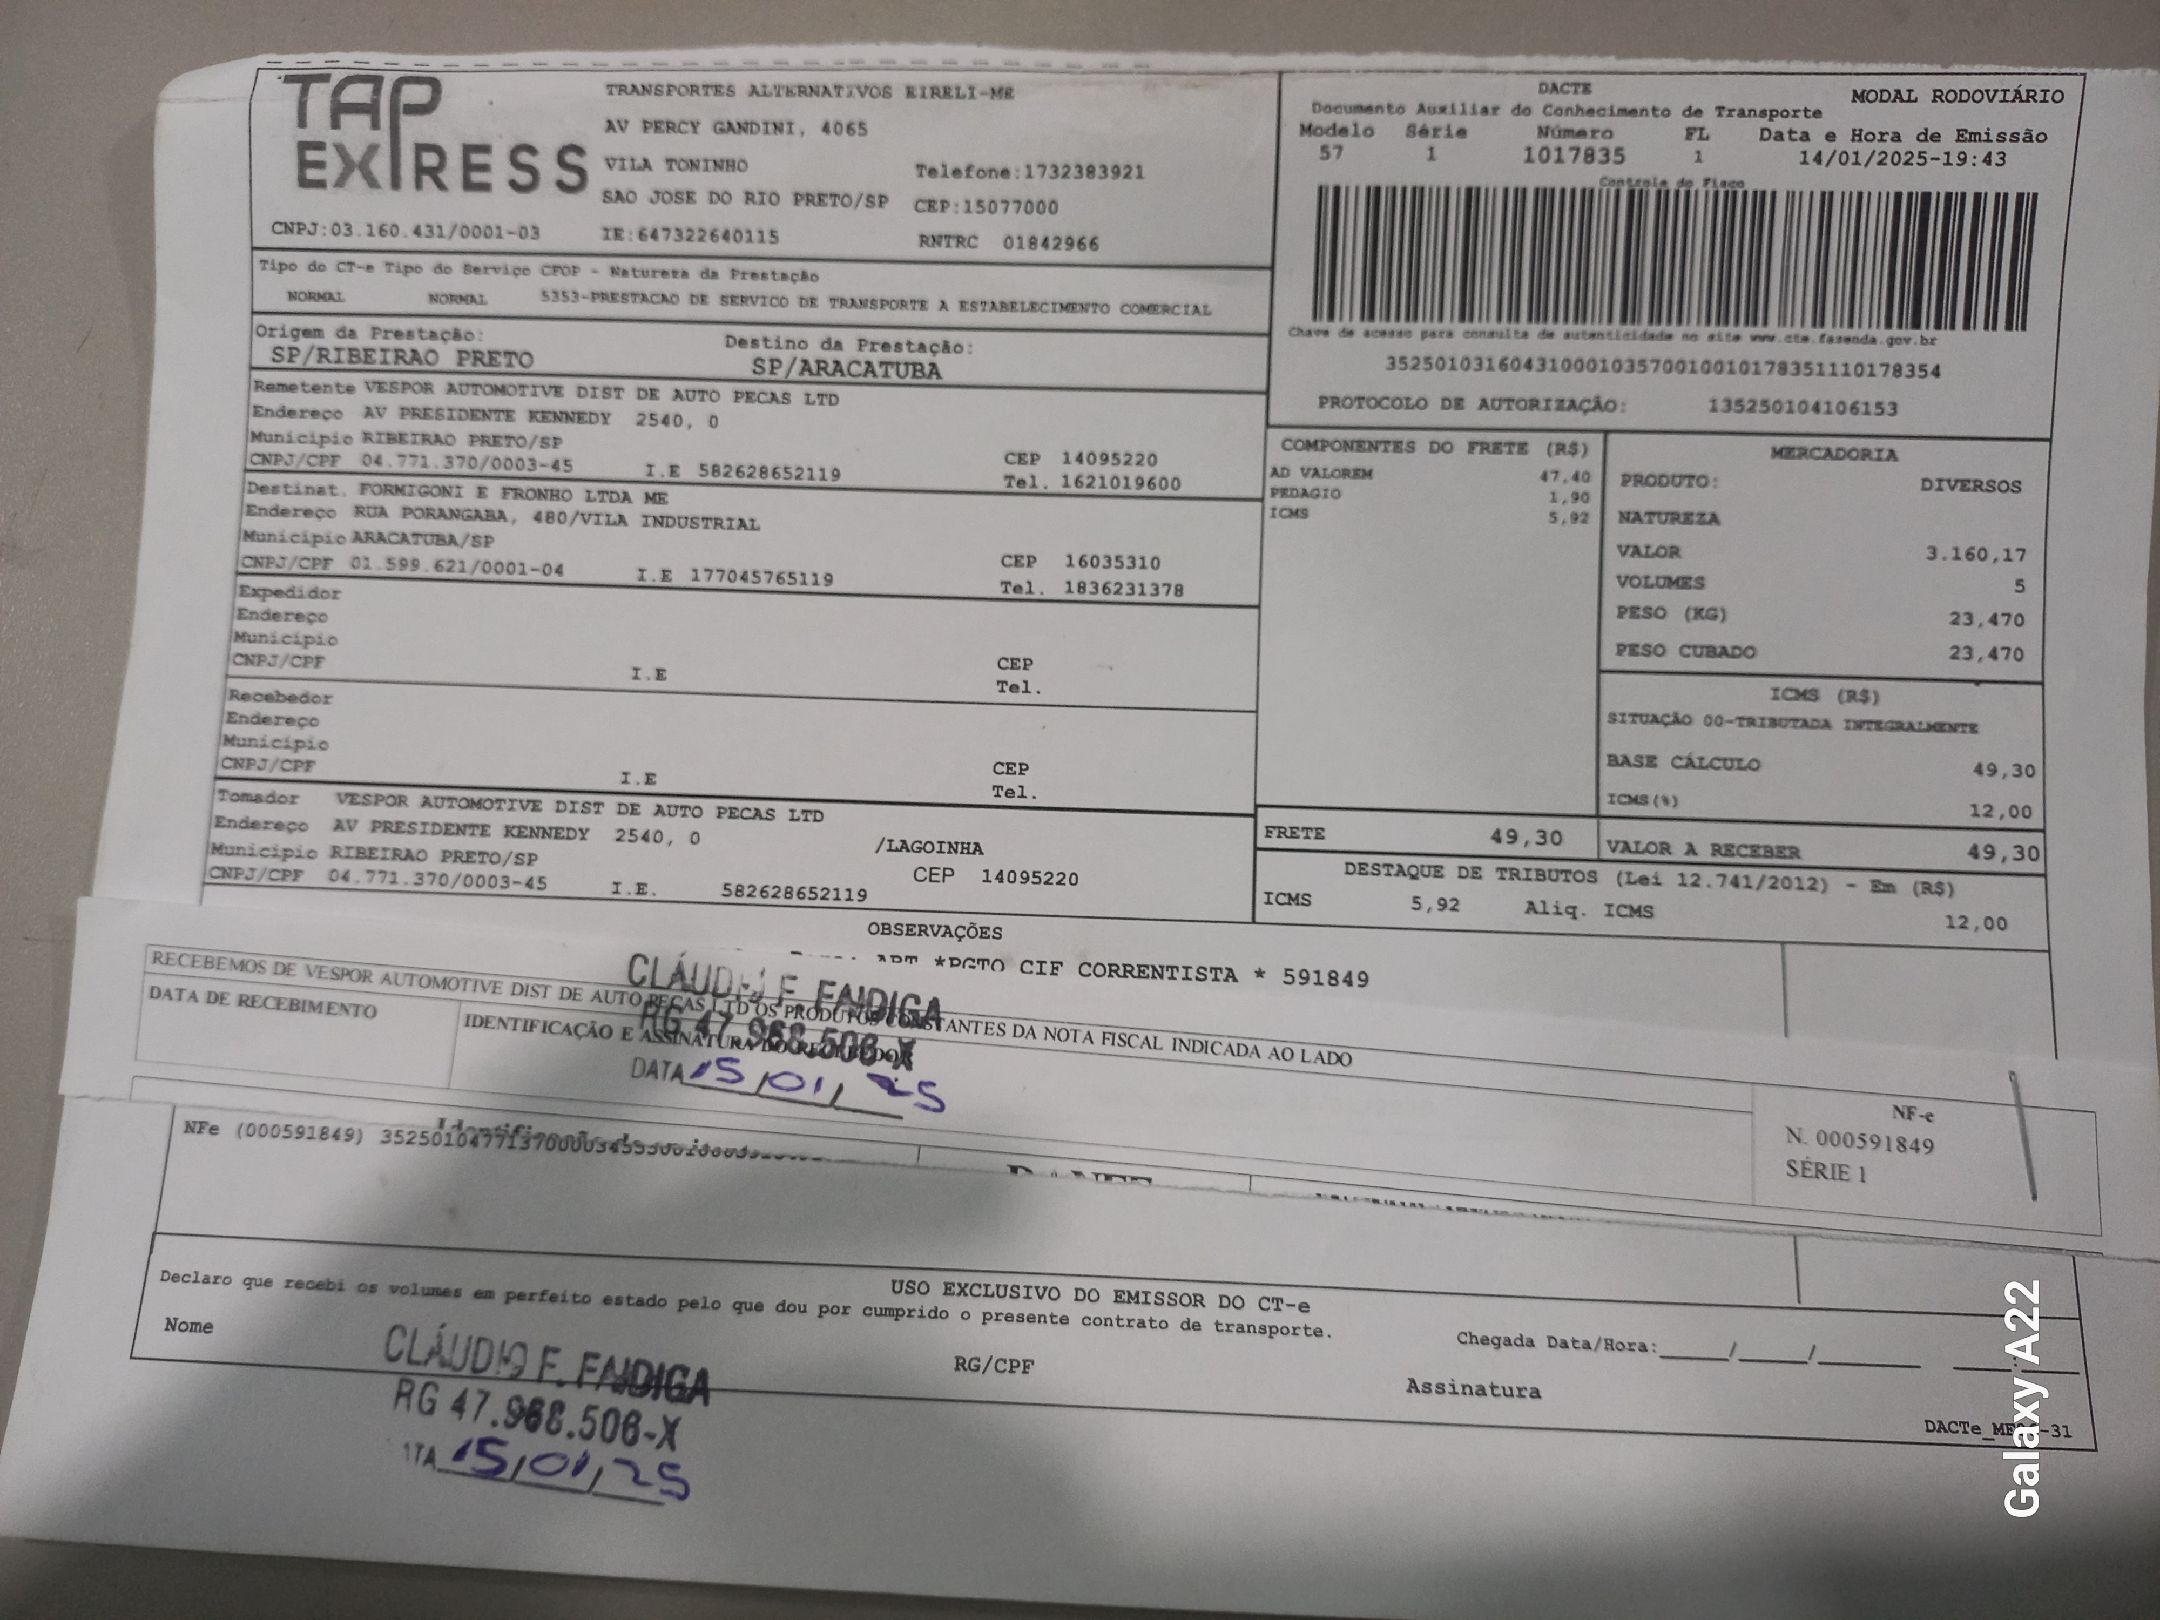 TAP
EXPRESS
TRANSPORTES ALTERNATIVOS EIRELI-ME
AV PERCY GANDINI, 4065
VILA TONINHO Telefone:1732383921
SAO JOSE DO RIO PRETO/SP CEP:15077000
CNPJ:03.160.431/0001-03 IE:647322640115 RNTRC 01842966
DACTE MODAL RODOVIÁRIO
Documento Auxiliar do Conhecimento de Transporte
Modelo Série Número FL Data e Hora de Emissão
57 1 1017835 1 14/01/2025-19:43
Controle do Fisco
Chave de acesso para consulta de autenticidade no site www.cte.fazenda.gov.br
35250103160431000103570010010178351110178354
PROTOCOLO DE AUTORIZAÇÃO: 135250104106153
Tipo do CT-e Tipo do Serviço CFOP - Natureza da Prestação
NORMAL NORMAL 5353-PRESTACAO DE SERVICO DE TRANSPORTE A ESTABELECIMENTO COMERCIAL
Origem da Prestação: Destino da Prestação:
SP/RIBEIRAO PRETO SP/ARACATUBA
Remetente VESPOR AUTOMOTIVE DIST DE AUTO PECAS LTD
Endereço AV PRESIDENTE KENNEDY 2540, 0
Município RIBEIRAO PRETO/SP CEP 14095220
CNPJ/CPF 04.771.370/0003-45 I.E 582628652119 Tel. 1621019600
Destinat. FORMIGONI E FRONHO LTDA ME
Endereço RUA PORANGABA, 480/VILA INDUSTRIAL
Município ARACATUBA/SP CEP 16035310
CNPJ/CPF 01.599.621/0001-04 I.E 177045765119 Tel. 1836231378
Expedidor
Endereço
Município CEP
CNPJ/CPF I.E Tel.
Recebedor
Endereço
Município CEP
CNPJ/CPF I.E Tel.
Tomador VESPOR AUTOMOTIVE DIST DE AUTO PECAS LTD
Endereço AV PRESIDENTE KENNEDY 2540, 0 /LAGOINHA
Município RIBEIRAO PRETO/SP CEP 14095220
CNPJ/CPF 04.771.370/0003-45 I.E. 582628652119
COMPONENTES DO FRETE (R$)
AD VALOREM 47,40
PEDAGIO 1,90
ICMS 5,92
MERCADORIA
PRODUTO: DIVERSOS
NATUREZA
VALOR 3.160,17
VOLUMES 5
PESO (KG) 23,470
PESO CUBADO 23,470
ICMS (R$)
SITUAÇÃO 00-TRIBUTADA INTEGRALMENTE
BASE CÁLCULO 49,30
ICMS(%) 12,00
FRETE 49,30 VALOR A RECEBER 49,30
DESTAQUE DE TRIBUTOS (Lei 12.741/2012) - Em (R$)
ICMS 5,92 Aliq. ICMS 12,00
OBSERVAÇÕES
*PGTO CIF CORRENTISTA * 591849
RECEBEMOS DE VESPOR AUTOMOTIVE DIST DE AUTO PECAS LTD OS PRODUTOS CONSTANTES DA NOTA FISCAL INDICADA AO LADO
DATA DE RECEBIMENTO IDENTIFICAÇÃO E ASSINATURA DO RECEBEDOR
CLÁUDIO F. FAIDIGA
RG 47.968.506-X
DATA 15/01/25
NF-e
N. 000591849
SÉRIE 1
NFe (000591849)
USO EXCLUSIVO DO EMISSOR DO CT-e
Declaro que recebi os volumes em perfeito estado pelo que dou por cumprido o presente contrato de transporte.
Nome RG/CPF Assinatura Chegada Data/Hora:____/____/______
CLÁUDIO F. FAIDIGA
RG 47.968.506-X
15/01/25
Galaxy A22